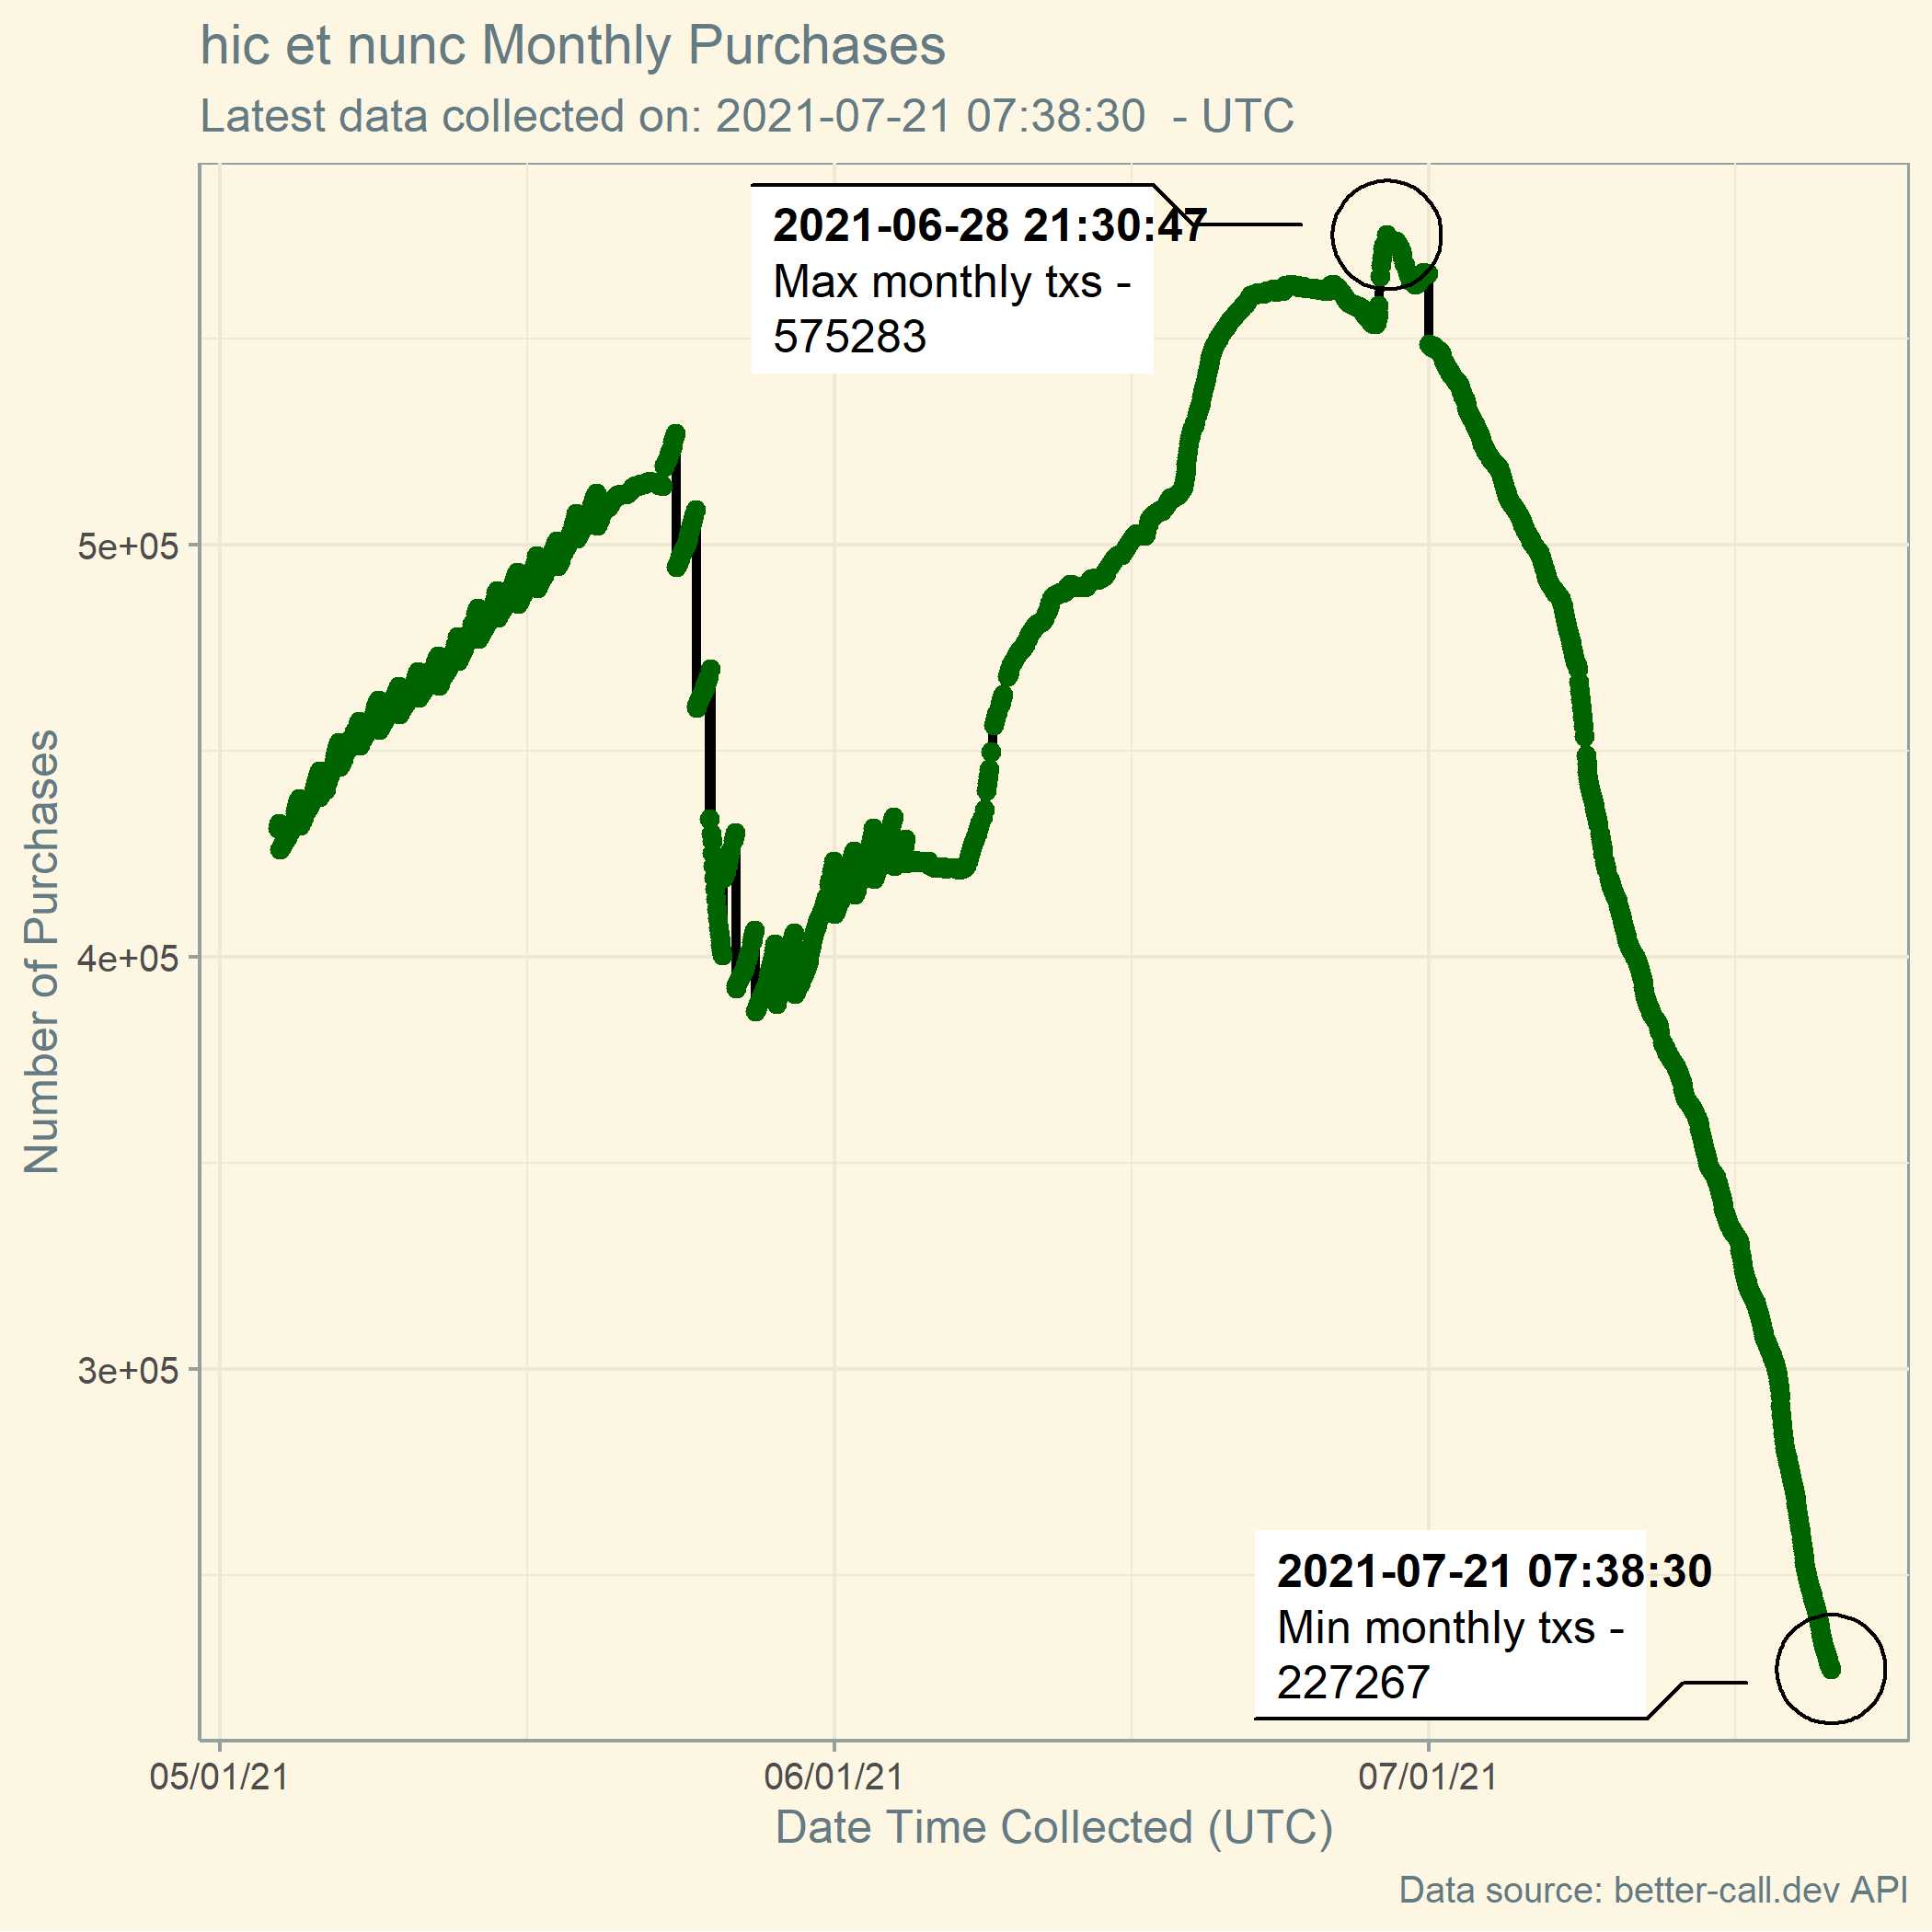 hic et nunc Monthly Purchases
Latest data collected on: 2021-07-21 07:38:30  - UTC
2021-06-28 21:30:47
Max monthly txs -
575283
5e+05
4e+05
3e+05
Number of Purchases
2021-07-21 07:38:30
Min monthly txs -
227267
05/01/21
06/01/21
07/01/21
Date Time Collected (UTC)
Data source: better-call.dev API